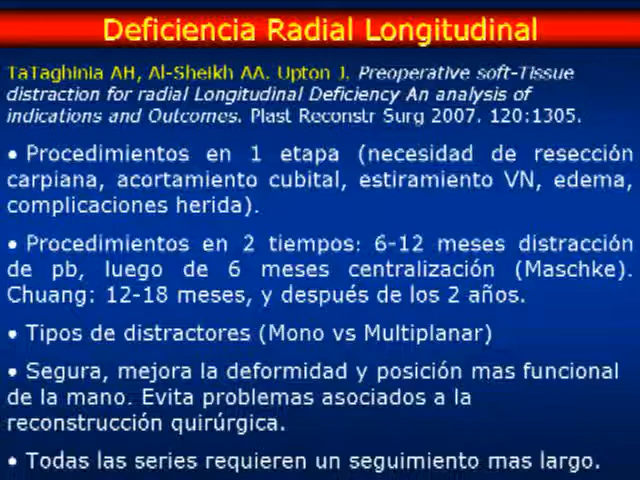 Deficiencia Radial Longitudinal
TaTaghinia AH, Al-Sheikh AA. Upton J. Preoperative soft-Tissue
distraction for radial Longitudinal Deficiency An analysis of
indications and Outcomes. Plast Reconstr Surg 2007. 120:1305.
• Procedimientos en 1 etapa (necesidad de resección
carpiana, acortamiento cubital, estiramiento VN, edema,
complicaciones herida).
• Procedimientos en 2 tiempos: 6-12 meses distracción
de pb, luego de 6 meses centralización (Maschke).
Chuang: 12-18 meses, y después de los 2 años.
• Tipos de distractores (Mono vs Multiplanar)
• Segura, mejora la deformidad y posición mas funcional
de la mano. Evita problemas asociados a la
reconstrucción quirúrgica.
• Todas las series requieren un seguimiento mas largo.